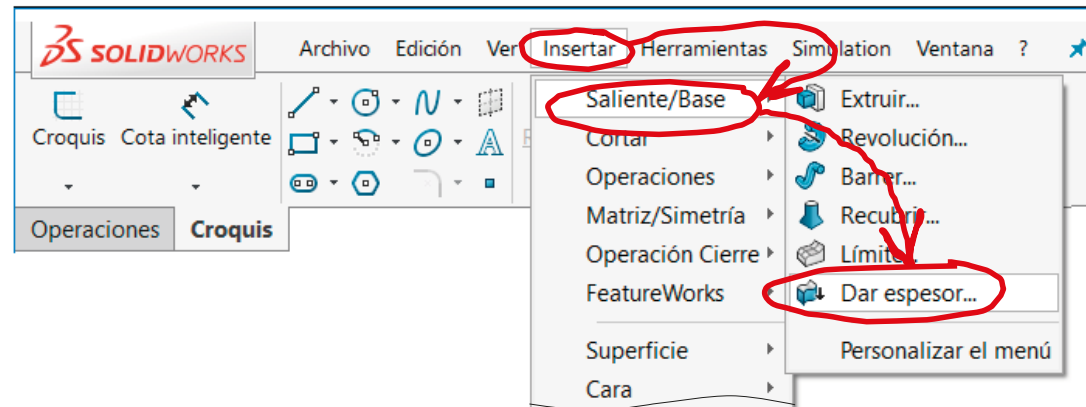 SOLIDWORKS Archivo Edición Ver Insertar Herramientas Simulation Ventana ?
Croquis Cota inteligente
Operaciones Croquis
Saliente/Base
Cortar
Operaciones
Matriz/Simetría
Operación Cierre
FeatureWorks
Superficie
Cara
Extruir...
Revolución...
Barrer...
Recubrir...
Límite...
Dar espesor...
Personalizar el menú